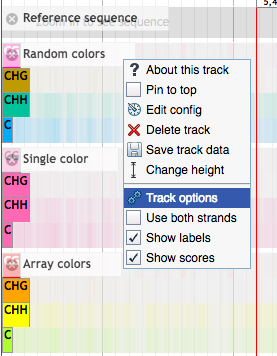 5,4
Reference sequence
zoom in to see sequence
Random colors
CHG
CHH
C
Single color
CHG
CHH
C
Array colors
CHG
CHH
C
? About this track
Pin to top
Edit config
Delete track
Save track data
Change height
Track options
Use both strands
Show labels
Show scores